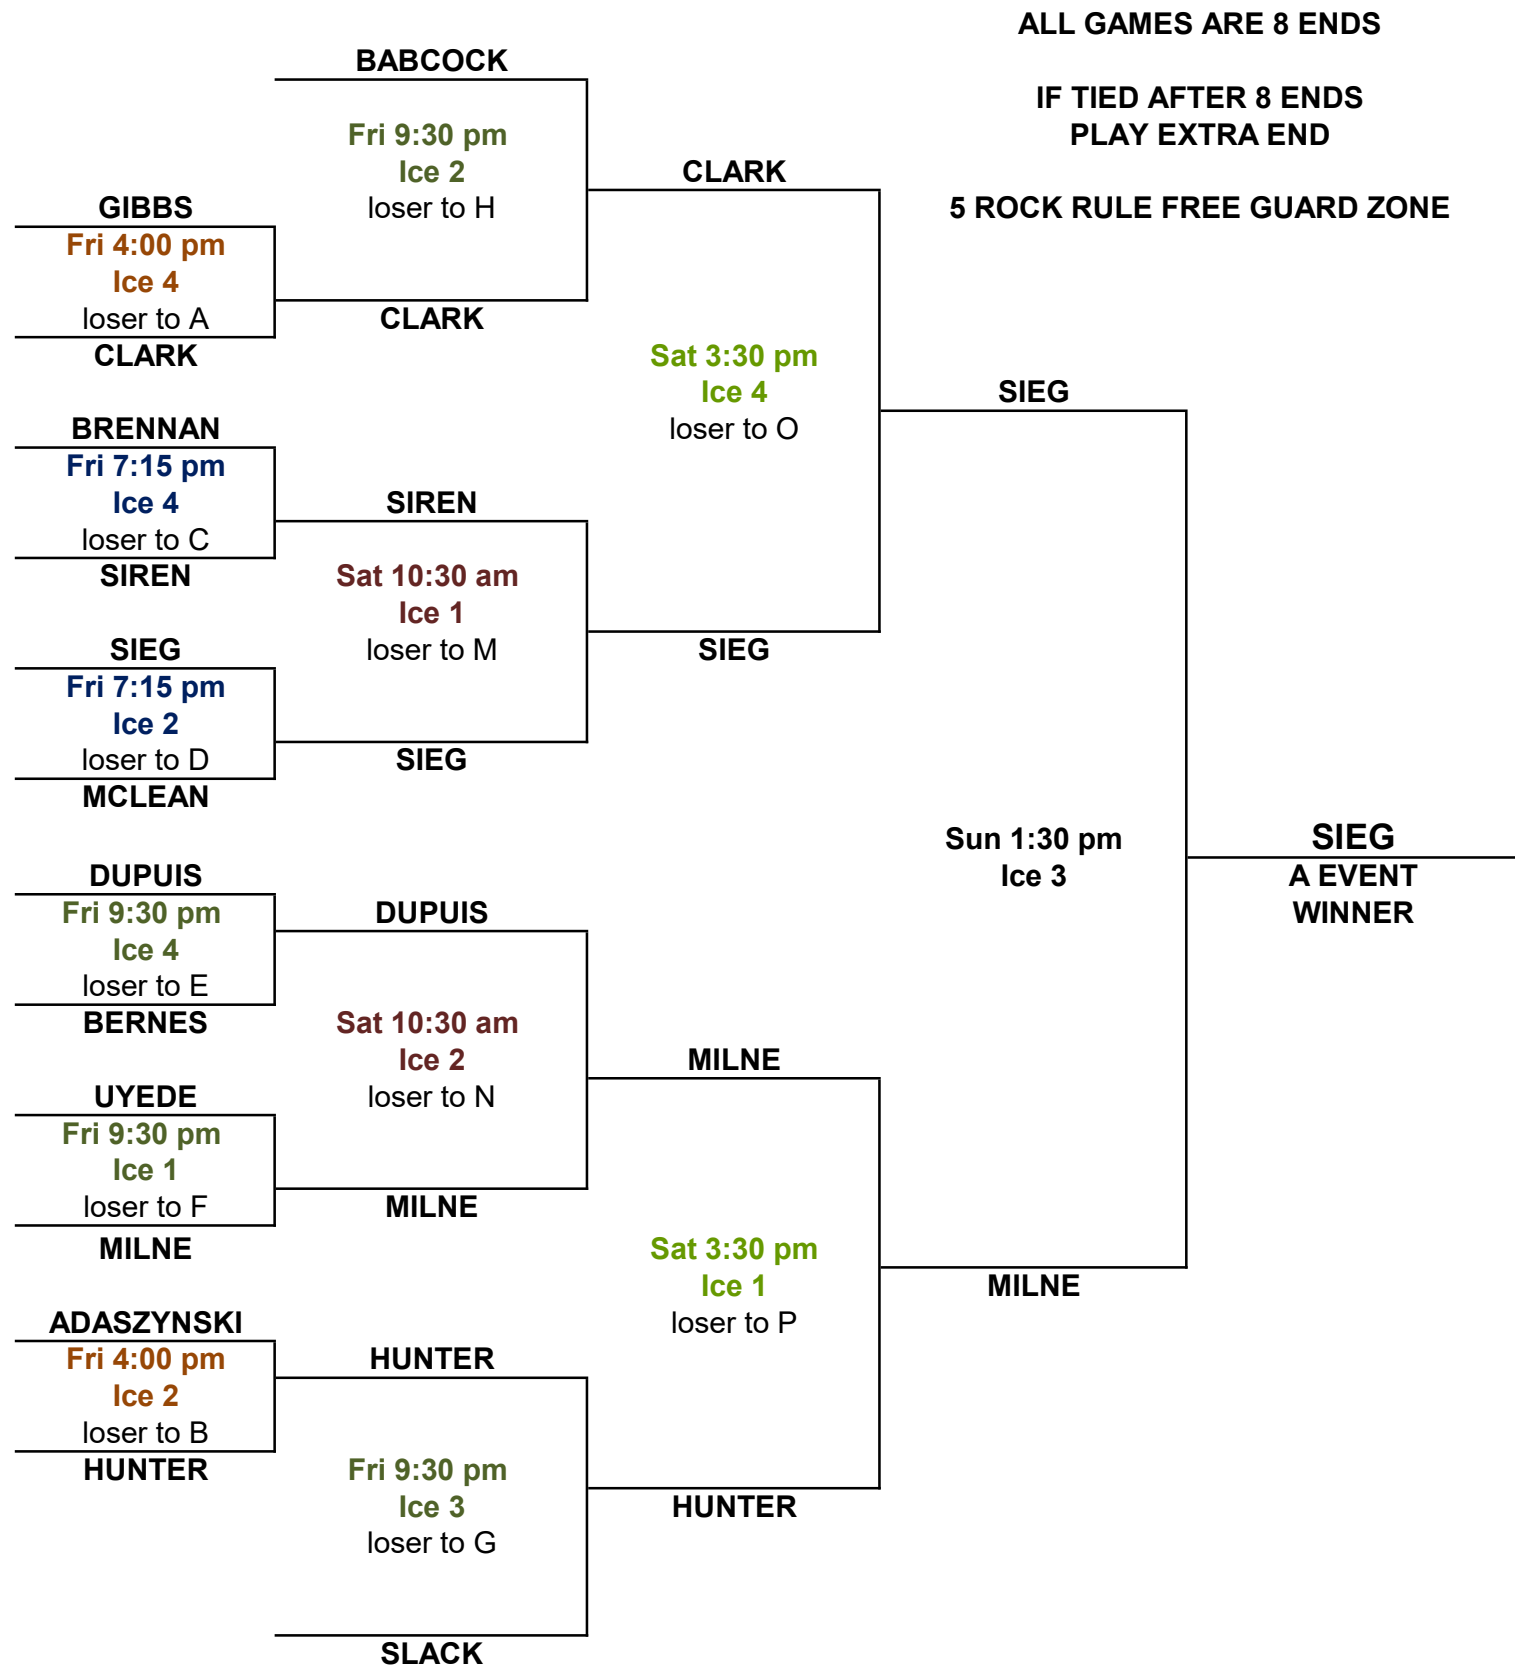 ALL GAMES ARE 8 ENDS
IF TIED AFTER 8 ENDS
PLAY EXTRA END
5 ROCK RULE FREE GUARD ZONE
BABCOCK
Fri 9:30 pm
Ice 2
loser to H
CLARK
GIBBS
Fri 4:00 pm
Ice 4
loser to A
CLARK
CLARK
Sat 3:30 pm
Ice 4
loser to O
SIEG
BRENNAN
Fri 7:15 pm
Ice 4
loser to C
SIREN
SIREN
Sat 10:30 am
Ice 1
loser to M
SIEG
SIEG
Fri 7:15 pm
Ice 2
loser to D
MCLEAN
SIEG
Sun 1:30 pm
Ice 3
SIEG
A EVENT
WINNER
DUPUIS
Fri 9:30 pm
Ice 4
loser to E
BERNES
DUPUIS
Sat 10:30 am
Ice 2
loser to N
MILNE
UYEDE
Fri 9:30 pm
Ice 1
loser to F
MILNE
MILNE
Sat 3:30 pm
Ice 1
loser to P
MILNE
ADASZYNSKI
Fri 4:00 pm
Ice 2
loser to B
HUNTER
HUNTER
Fri 9:30 pm
Ice 3
loser to G
HUNTER
SLACK